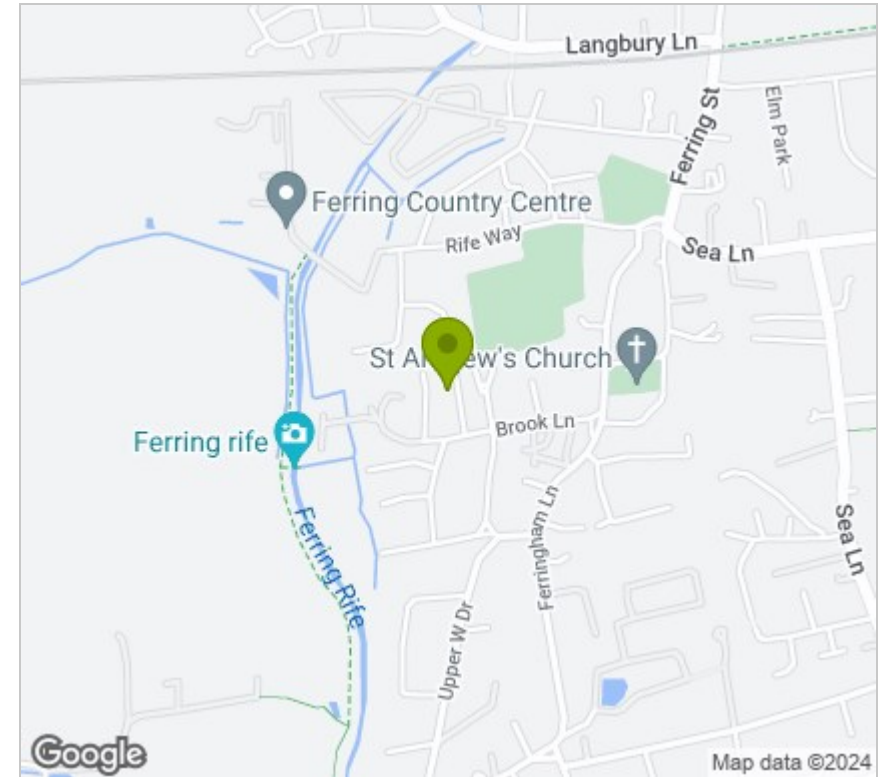 Langbury Ln
Ferring St
Elm Park
Ferring Country Centre
Rife Way
Sea Ln
St An ew's Church
Brook Ln
Ferring rife
Ferring Rife
Ferringham Ln
Sea Ln
Upper W Dr
Google
Map data ©2024